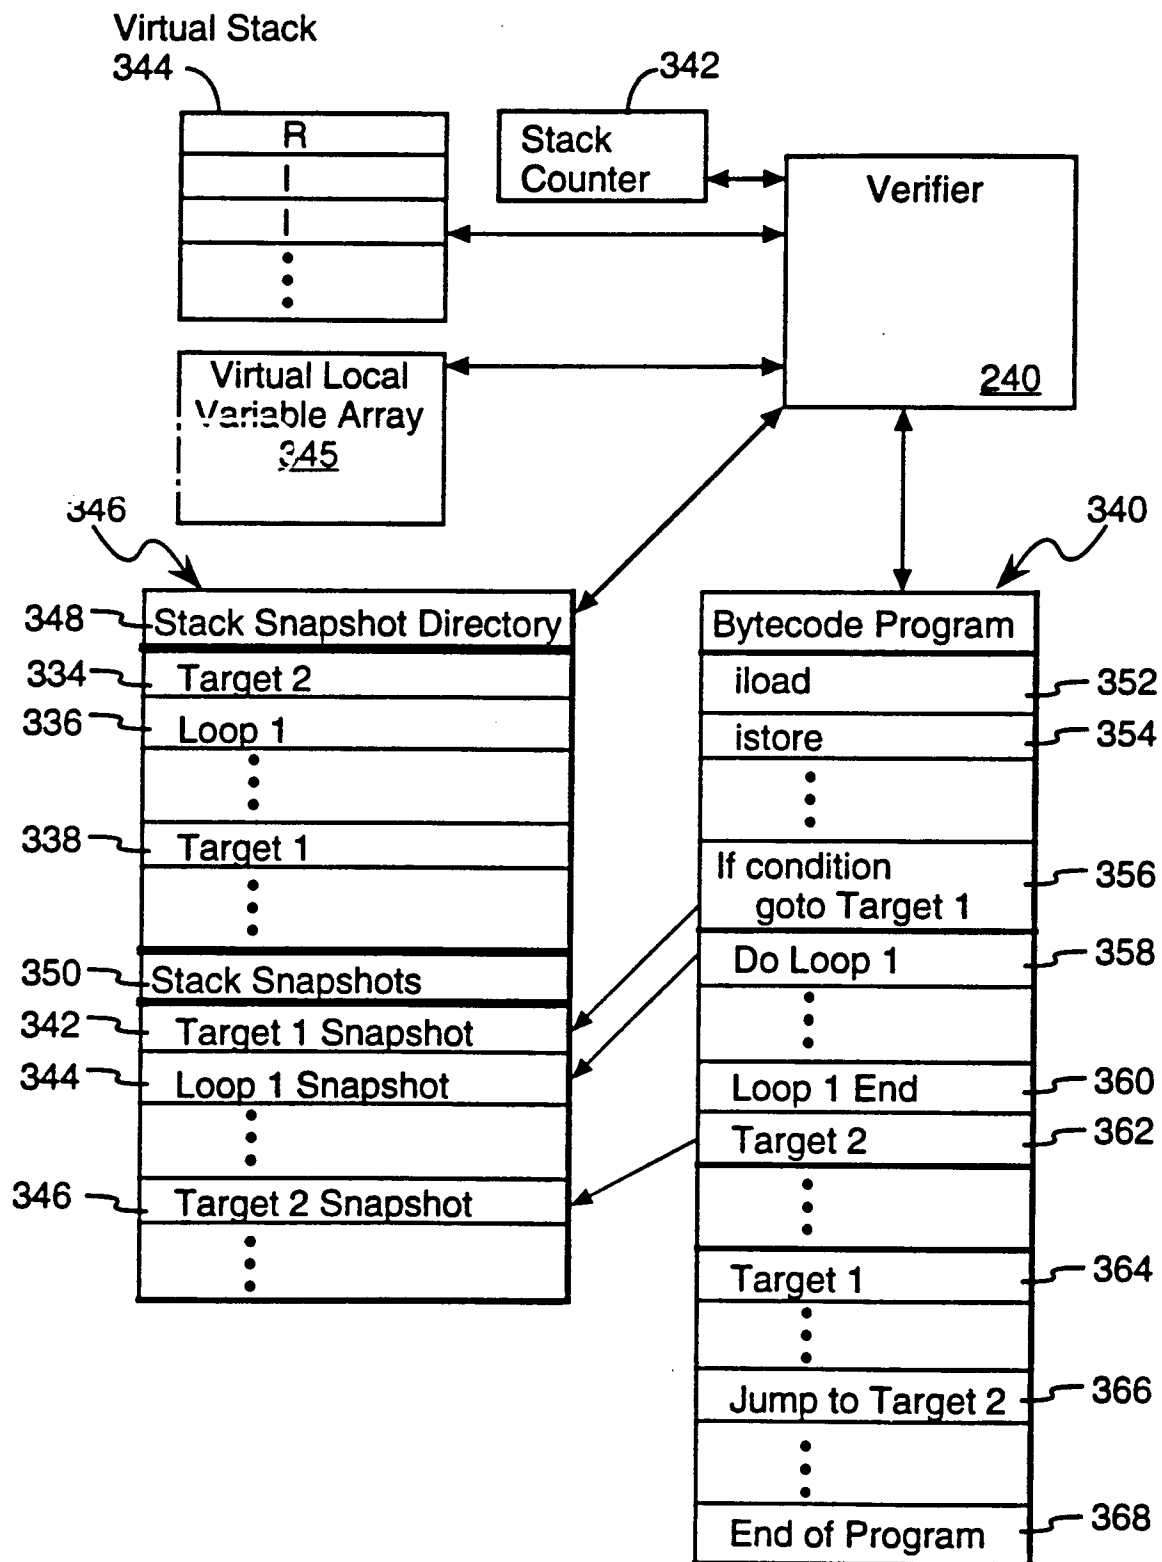 Virtual Stack
344
342
R
I
I
Stack
Counter
Verifier
240
Virtual Local
Variable Array
345
346
340
348
Stack Snapshot Directory
334
Target 2
336
Loop 1
338
Target 1
350
Stack Snapshots
342
Target 1 Snapshot
344
Loop 1 Snapshot
346
Target 2 Snapshot
Bytecode Program
iload
352
istore
354
If condition
goto Target 1
356
Do Loop 1
358
Loop 1 End
360
Target 2
362
Target 1
364
Jump to Target 2
366
End of Program
368